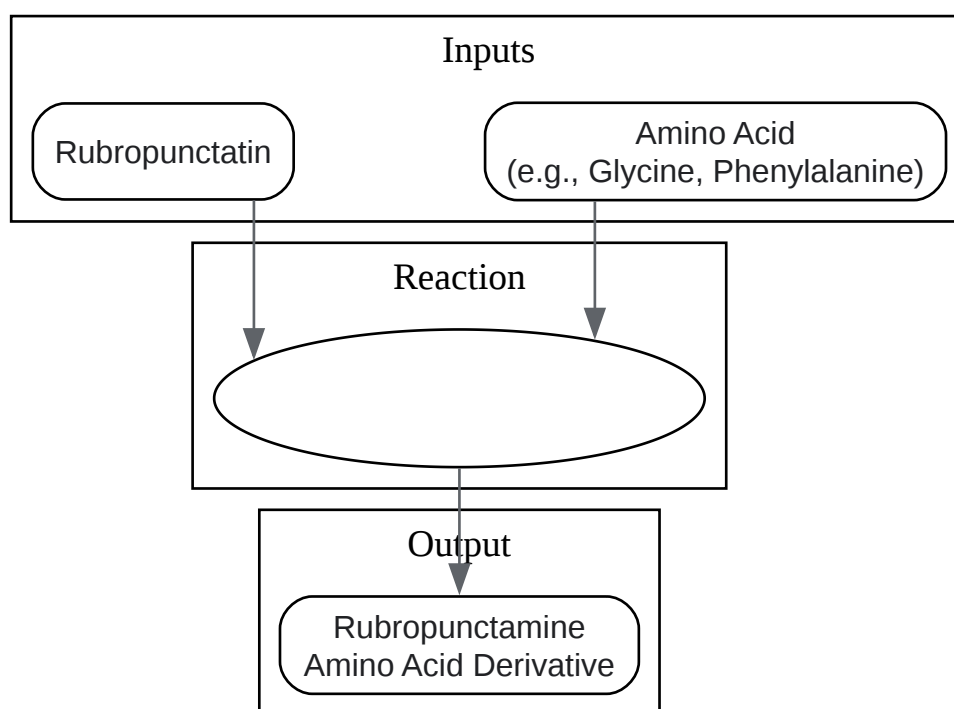 Inputs
Rubropunctatin
Amino Acid
(e.g., Glycine, Phenylalanine)
Reaction
Output
Rubropunctamine
Amino Acid Derivative